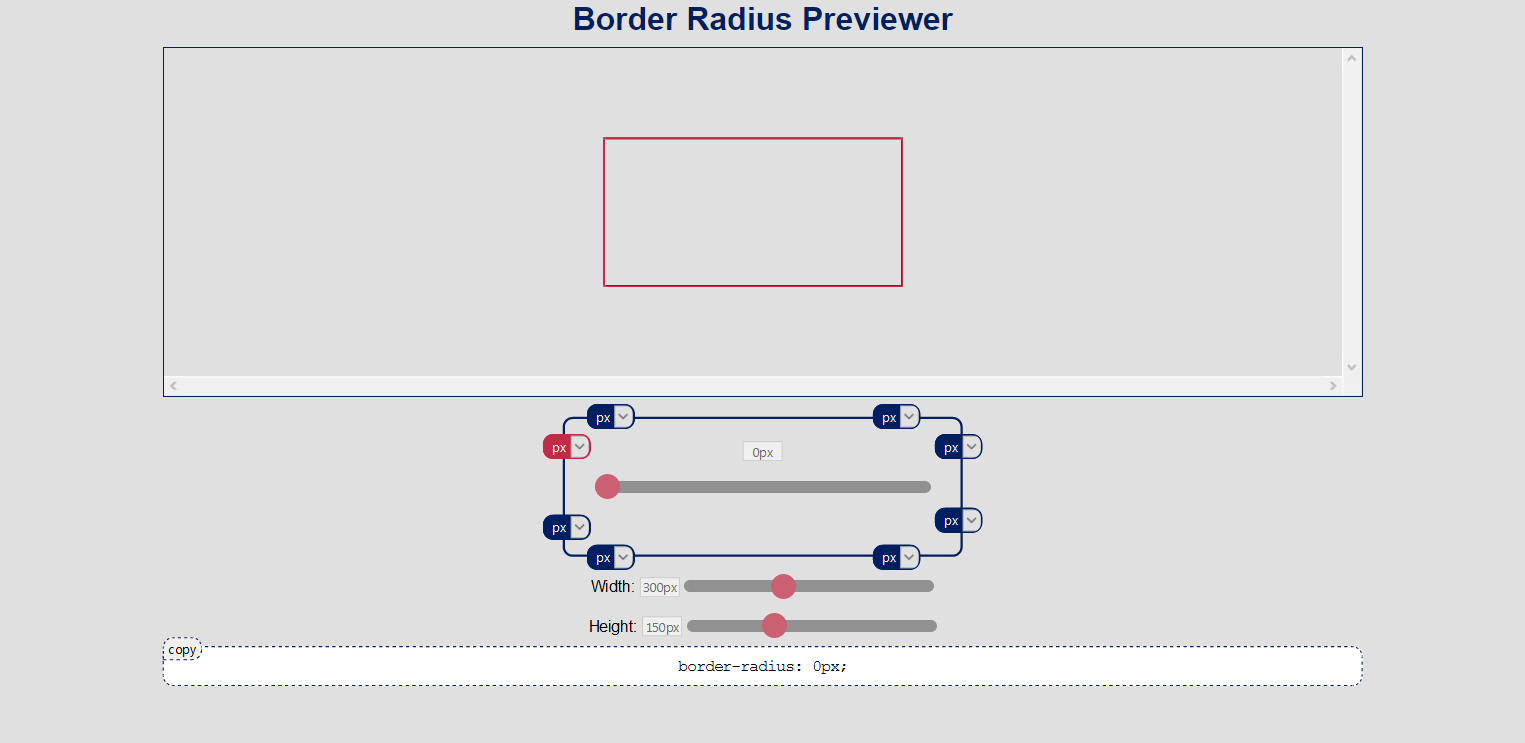 Border Radius Previewer
px px
px 0px px
px px
px px
Width: 300px
Height: 150px
copy
border-radius: 0px;